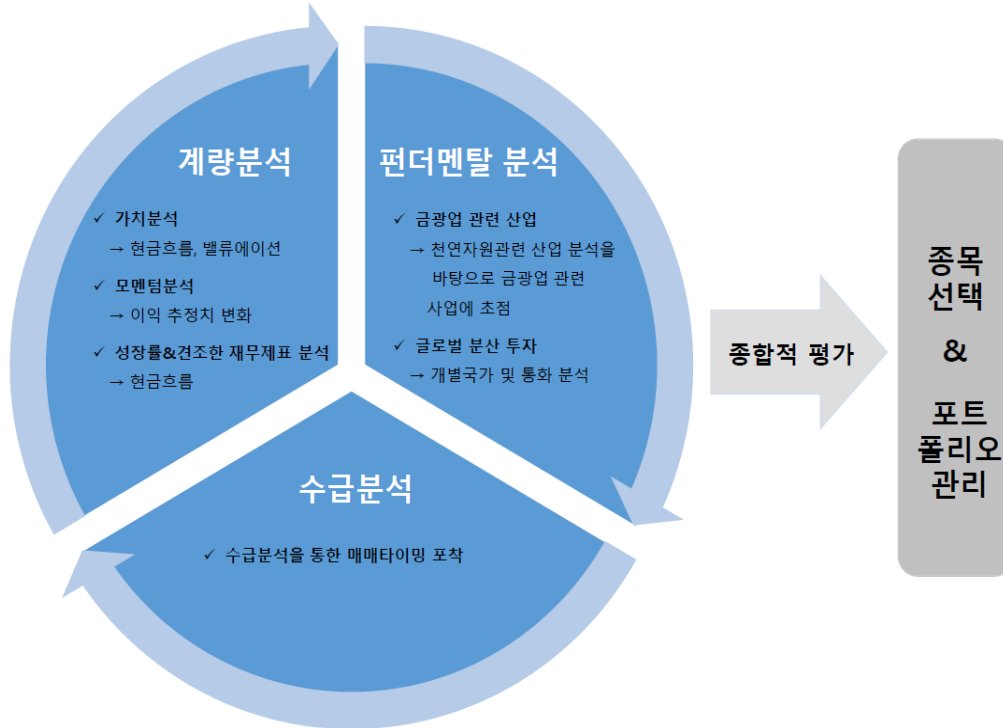 계량분석
✓ 가치분석
→ 현금흐름, 밸류에이션
✓ 모멘텀분석
→ 이익 추정치 변화
✓ 성장률&견조한 재무제표 분석
→ 현금흐름
펀더멘탈 분석
✓ 금광업 관련 산업
→ 천연자원관련 산업 분석을
바탕으로 금광업 관련
사업에 초점
✓ 글로벌 분산 투자
→ 개별국가 및 통화 분석
수급분석
✓ 수급분석을 통한 매매타이밍 포착
종합적 평가
종목
선택
&
포트
폴리오
관리